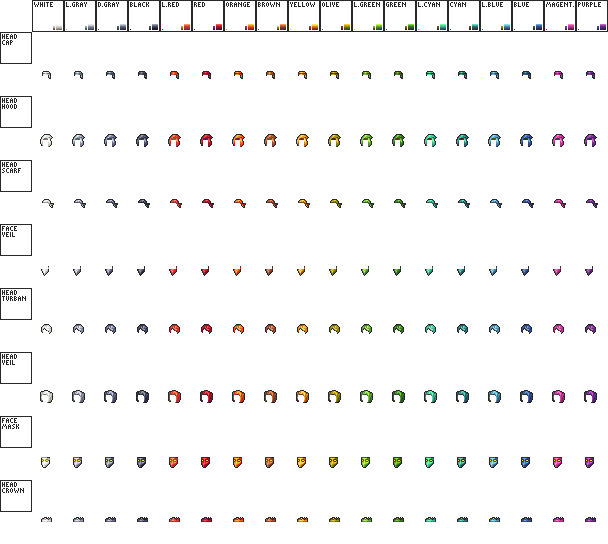 WHITE L.GRAY D.GRAY BLACK L.RED RED ORANGE BROWN YELLOW OLIVE L.GREEN GREEN L.CYAN CYAN L.BLUE BLUE MAGENT. PURPLE
HEAD
CAP
HEAD
HOOD
HEAD
SCARF
FACE
VEIL
HEAD
TURBAN
HEAD
VEIL
FACE
MASK
HEAD
CROWN